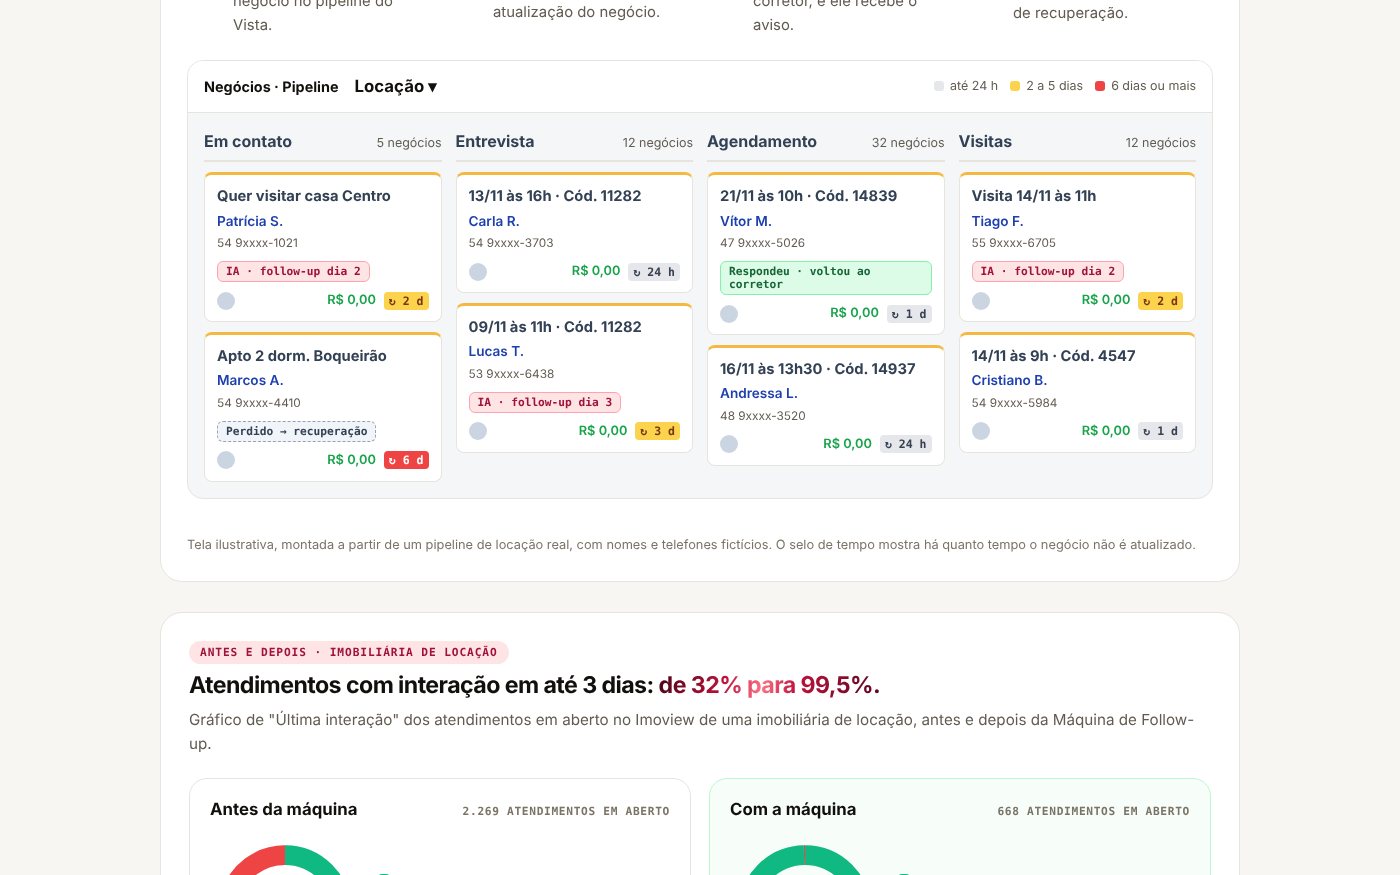 negócio no pipeline do
Vista.
atualização do negócio.
corretor, e ele recebe o
aviso.
de recuperação.
Negócios · Pipeline Locação ▾
até 24 h 2 a 5 dias 6 dias ou mais
Em contato 5 negócios
Quer visitar casa Centro
Patrícia S.
54 9xxxx-1021
IA · follow-up dia 2
R$ 0,00 ↻ 2 d
Apto 2 dorm. Boqueirão
Marcos A.
54 9xxxx-4410
Perdido → recuperação
R$ 0,00 ↻ 6 d
Entrevista 12 negócios
13/11 às 16h · Cód. 11282
Carla R.
54 9xxxx-3703
R$ 0,00 ↻ 24 h
09/11 às 11h · Cód. 11282
Lucas T.
53 9xxxx-6438
IA · follow-up dia 3
R$ 0,00 ↻ 3 d
Agendamento 32 negócios
21/11 às 10h · Cód. 14839
Vítor M.
47 9xxxx-5026
Respondeu · voltou ao
corretor
R$ 0,00 ↻ 1 d
16/11 às 13h30 · Cód. 14937
Andressa L.
48 9xxxx-3520
R$ 0,00 ↻ 24 h
Visitas 12 negócios
Visita 14/11 às 11h
Tiago F.
55 9xxxx-6705
IA · follow-up dia 2
R$ 0,00 ↻ 2 d
14/11 às 9h · Cód. 4547
Cristiano B.
54 9xxxx-5984
R$ 0,00 ↻ 1 d
Tela ilustrativa, montada a partir de um pipeline de locação real, com nomes e telefones fictícios. O selo de tempo mostra há quanto tempo o negócio não é atualizado.
ANTES E DEPOIS · IMOBILIÁRIA DE LOCAÇÃO
Atendimentos com interação em até 3 dias: de 32% para 99,5%.
Gráfico de "Última interação" dos atendimentos em aberto no Imoview de uma imobiliária de locação, antes e depois da Máquina de Follow-
up.
Antes da máquina 2.269 ATENDIMENTOS EM ABERTO
Com a máquina 668 ATENDIMENTOS EM ABERTO